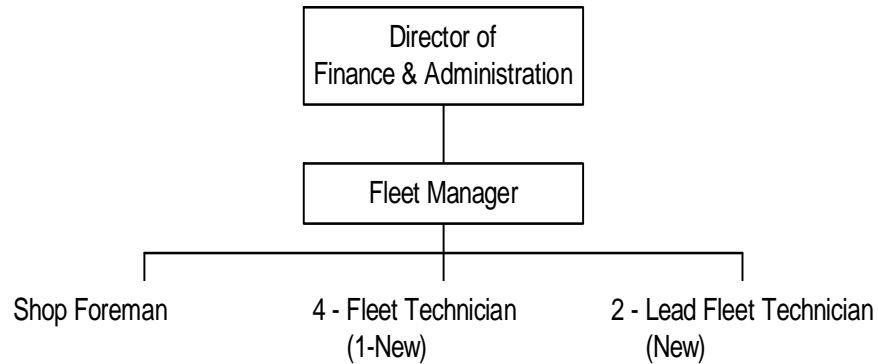 Director of
Finance & Administration
Fleet Manager
Shop Foreman
4 - Fleet Technician
(1-New)
2 - Lead Fleet Technician
(New)